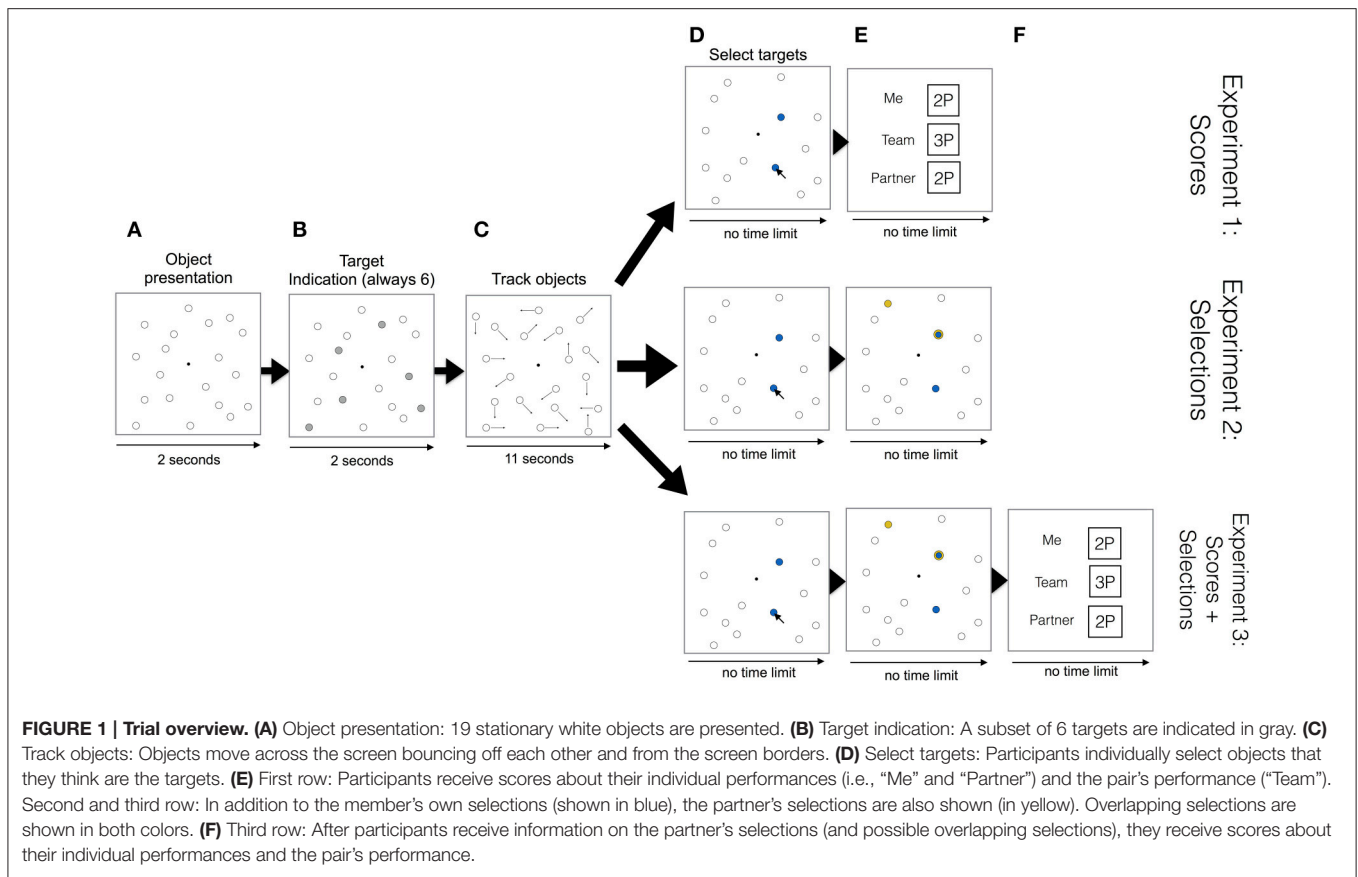 D
E
F
Select targets
Me 2P
Team 3P
Partner 2P
no time limit
no time limit
Experiment 1:
Scores
A
B
C
Object
presentation
Target
Indication (always 6)
Track objects
2 seconds
2 seconds
11 seconds
no time limit
no time limit
Experiment 2:
Selections
Me 2P
Team 3P
Partner 2P
no time limit
no time limit
no time limit
Experiment 3:
Scores +
Selections
FIGURE 1 | Trial overview. (A) Object presentation: 19 stationary white objects are presented. (B) Target indication: A subset of 6 targets are indicated in gray. (C)
Track objects: Objects move across the screen bouncing off each other and from the screen borders. (D) Select targets: Participants individually select objects that
they think are the targets. (E) First row: Participants receive scores about their individual performances (i.e., “Me” and “Partner”) and the pair’s performance (“Team”).
Second and third row: In addition to the member’s own selections (shown in blue), the partner’s selections are also shown (in yellow). Overlapping selections are
shown in both colors. (F) Third row: After participants receive information on the partner’s selections (and possible overlapping selections), they receive scores about
their individual performances and the pair’s performance.